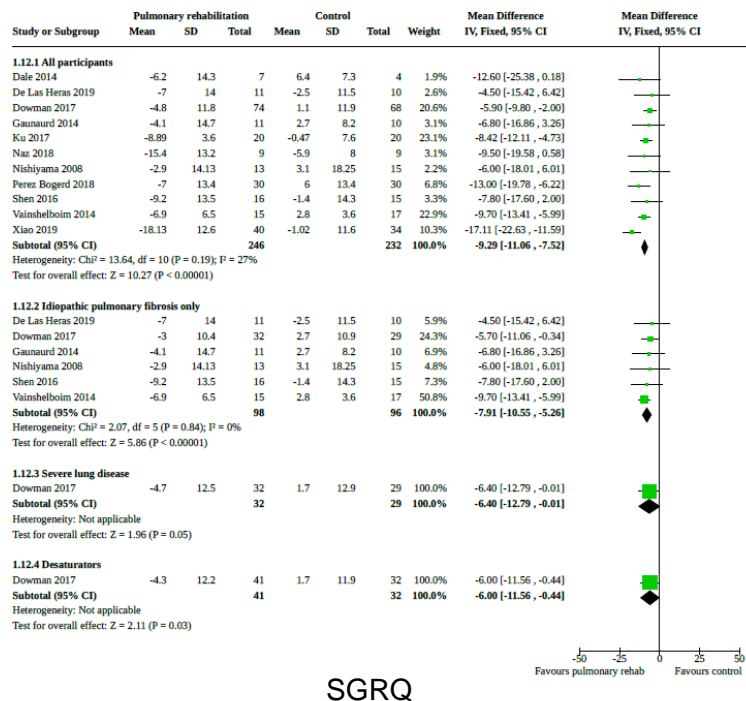 Pulmonary rehabilitation Control Mean Difference Mean Difference
Study or Subgroup Mean SD Total Mean SD Total Weight IV, Fixed, 95% CI IV, Fixed, 95% CI
1.12.1 All participants
Dale 2014 -6.2 14.3 7 6.4 7.3 4 1.9% -12.60 [-25.38 , 0.18]
De Las Heras 2019 -7 14 11 -2.5 11.5 10 2.6% -4.50 [-15.42 , 6.42]
Dowman 2017 -4.8 11.8 74 1.1 11.9 68 20.6% -5.90 [-9.80 , -2.00]
Gaunaurd 2014 -4.1 14.7 11 2.7 8.2 10 3.1% -6.80 [-16.86 , 3.26]
Ku 2017 -8.89 3.6 20 -0.47 7.6 20 23.1% -8.42 [-12.11 , -4.73]
Naz 2018 -15.4 13.2 9 -5.9 8 9 3.1% -9.50 [-19.58 , 0.58]
Nishiyama 2008 -2.9 14.13 13 3.1 18.25 15 2.2% -6.00 [-18.01 , 6.01]
Perez Bogerd 2018 -7 13.4 30 6 13.4 30 6.8% -13.00 [-19.78 , -6.22]
Shen 2016 -9.2 13.5 16 -1.4 14.3 15 3.3% -7.80 [-17.60 , 2.00]
Vainshelboim 2014 -6.9 6.5 15 2.8 3.6 17 22.9% -9.70 [-13.41 , -5.99]
Xiao 2019 -18.13 12.6 40 -1.02 11.6 34 10.3% -17.11 [-22.63 , -11.59]
Subtotal (95% CI) 246 232 100.0% -9.29 [-11.06 , -7.52]
Heterogeneity: Chi² = 13.64, df = 10 (P = 0.19); I² = 27%
Test for overall effect: Z = 10.27 (P < 0.00001)
1.12.2 Idiopathic pulmonary fibrosis only
De Las Heras 2019 -7 14 11 -2.5 11.5 10 5.9% -4.50 [-15.42 , 6.42]
Dowman 2017 -3 10.4 32 2.7 10.9 29 24.3% -5.70 [-11.06 , -0.34]
Gaunaurd 2014 -4.1 14.7 11 2.7 8.2 10 6.9% -6.80 [-16.86 , 3.26]
Nishiyama 2008 -2.9 14.13 13 3.1 18.25 15 4.8% -6.00 [-18.01 , 6.01]
Shen 2016 -9.2 13.5 16 -1.4 14.3 15 7.3% -7.80 [-17.60 , 2.00]
Vainshelboim 2014 -6.9 6.5 15 2.8 3.6 17 50.8% -9.70 [-13.41 , -5.99]
Subtotal (95% CI) 98 96 100.0% -7.91 [-10.55 , -5.26]
Heterogeneity: Chi² = 2.07, df = 5 (P = 0.84); I² = 0%
Test for overall effect: Z = 5.86 (P < 0.00001)
1.12.3 Severe lung disease
Dowman 2017 -4.7 12.5 32 1.7 12.9 29 100.0% -6.40 [-12.79 , -0.01]
Subtotal (95% CI) 32 29 100.0% -6.40 [-12.79 , -0.01]
Heterogeneity: Not applicable
Test for overall effect: Z = 1.96 (P = 0.05)
1.12.4 Desaturators
Dowman 2017 -4.3 12.2 41 1.7 11.9 32 100.0% -6.00 [-11.56 , -0.44]
Subtotal (95% CI) 41 32 100.0% -6.00 [-11.56 , -0.44]
Heterogeneity: Not applicable
Test for overall effect: Z = 2.11 (P = 0.03)
-50 -25 0 25 50
Favours pulmonary rehab Favours control
SGRQ